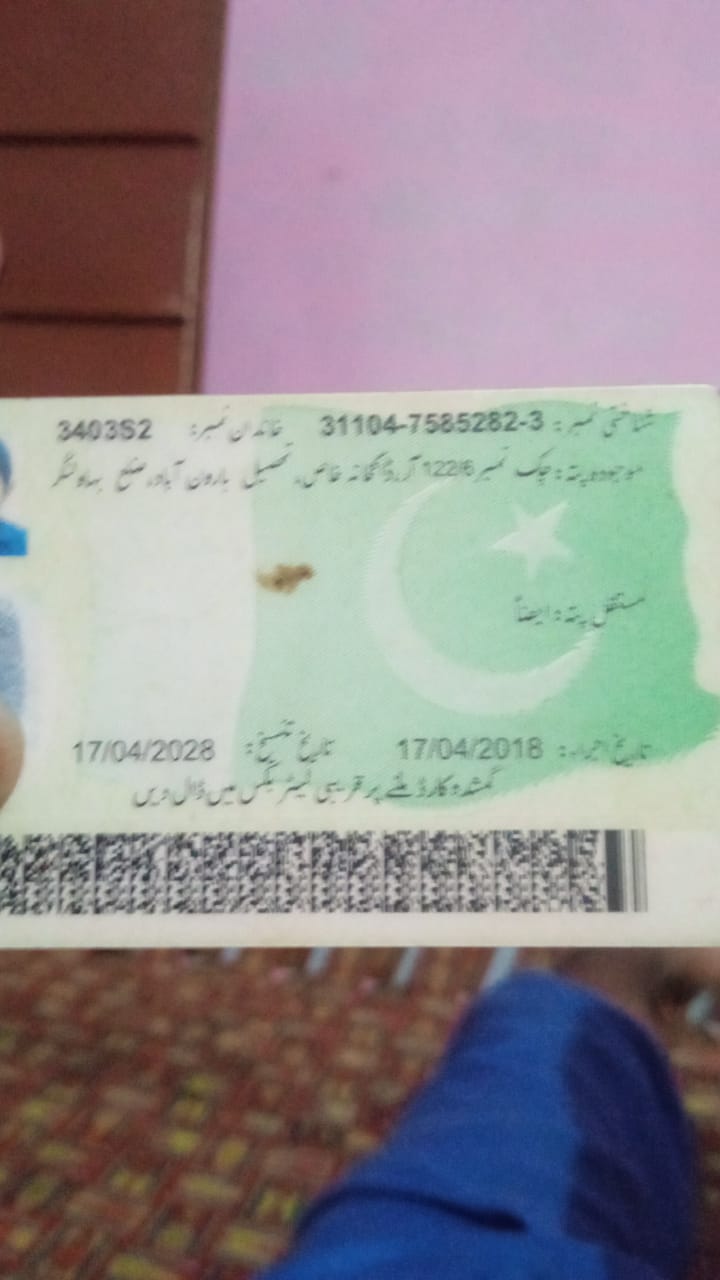 شناختی نمبر: 31104-7585282-3 خاندان نمبر: 3403S2
موجودہ پتہ: چک نمبر 122/6 آر، ڈاکخانہ خاص، تحصیل ہارون آباد، ضلع بہاولنگر
مستقل پتہ: ایضاً
تاریخ اجراء: 17/04/2018 تاریخ تنسیخ: 17/04/2028
گمشدہ کارڈ ملنے پر قریبی لیٹر بکس میں ڈال دیں